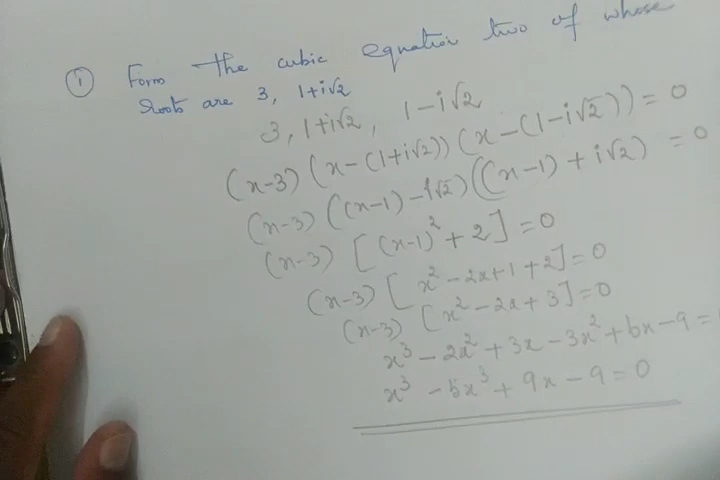 ① Form the cubic equation two of whose
roots are 3, 1+i√2
3, 1+i√2, 1-i√2
(x-3) (x-(1+i√2)) (x-(1-i√2)) = 0
(x-3) ((x-1)-i√2) ((x-1)+i√2) = 0
(x-3) [(x-1)²+2] = 0
(x-3) [x²-2x+1+2] = 0
(x-3) [x²-2x+3] = 0
x³-2x²+3x-3x²+6x-9=
x³-5x³+9x-9=0